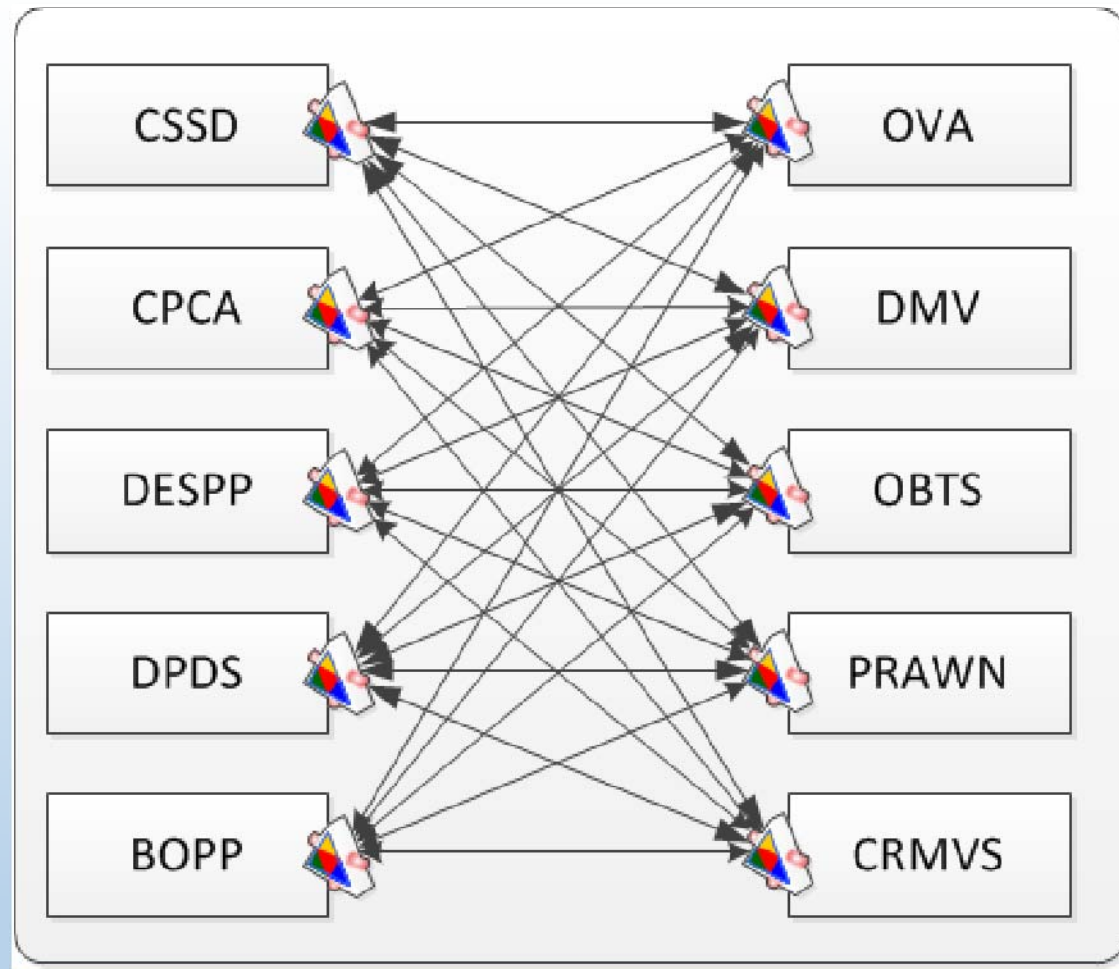 CSSD
OVA
CPCA
DMV
DESPP
OBTS
DPDS
PRAWN
BOPP
CRMVS